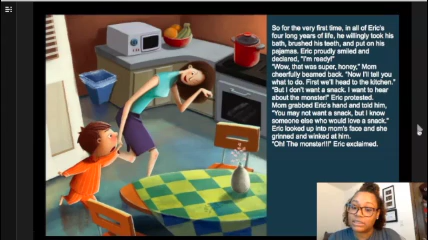 So for the very first time, in all of Eric's
four long years of life, he willingly took his
bath, brushed his teeth, and put on his
pajamas. Eric proudly smiled and
declared, "I'm ready!"
"Wow, that was super, honey," Mom
cheerfully beamed back. "Now I'll tell you
what to do. First we'll head to the kitchen."
"But I don't want a snack. I want to hear
about the monster!" Eric protested.
Mom grabbed Eric's hand and told him,
"You may not want a snack, but I know
someone else who would love a snack."
Eric looked up into mom's face and she
grinned and winked at him.
"Oh! The monster!!!" Eric exclaimed.